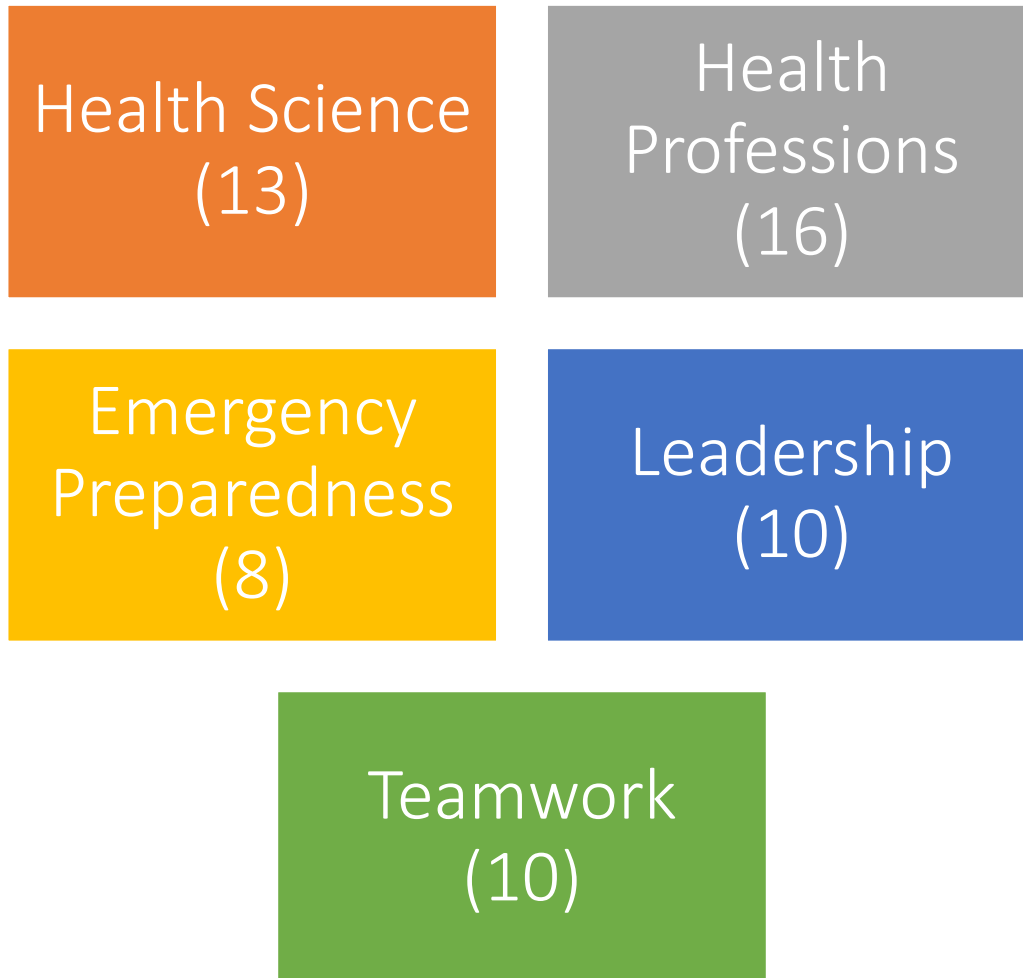 Health Science
(13)
Health
Professions
(16)
Emergency
Preparedness
(8)
Leadership
(10)
Teamwork
(10)